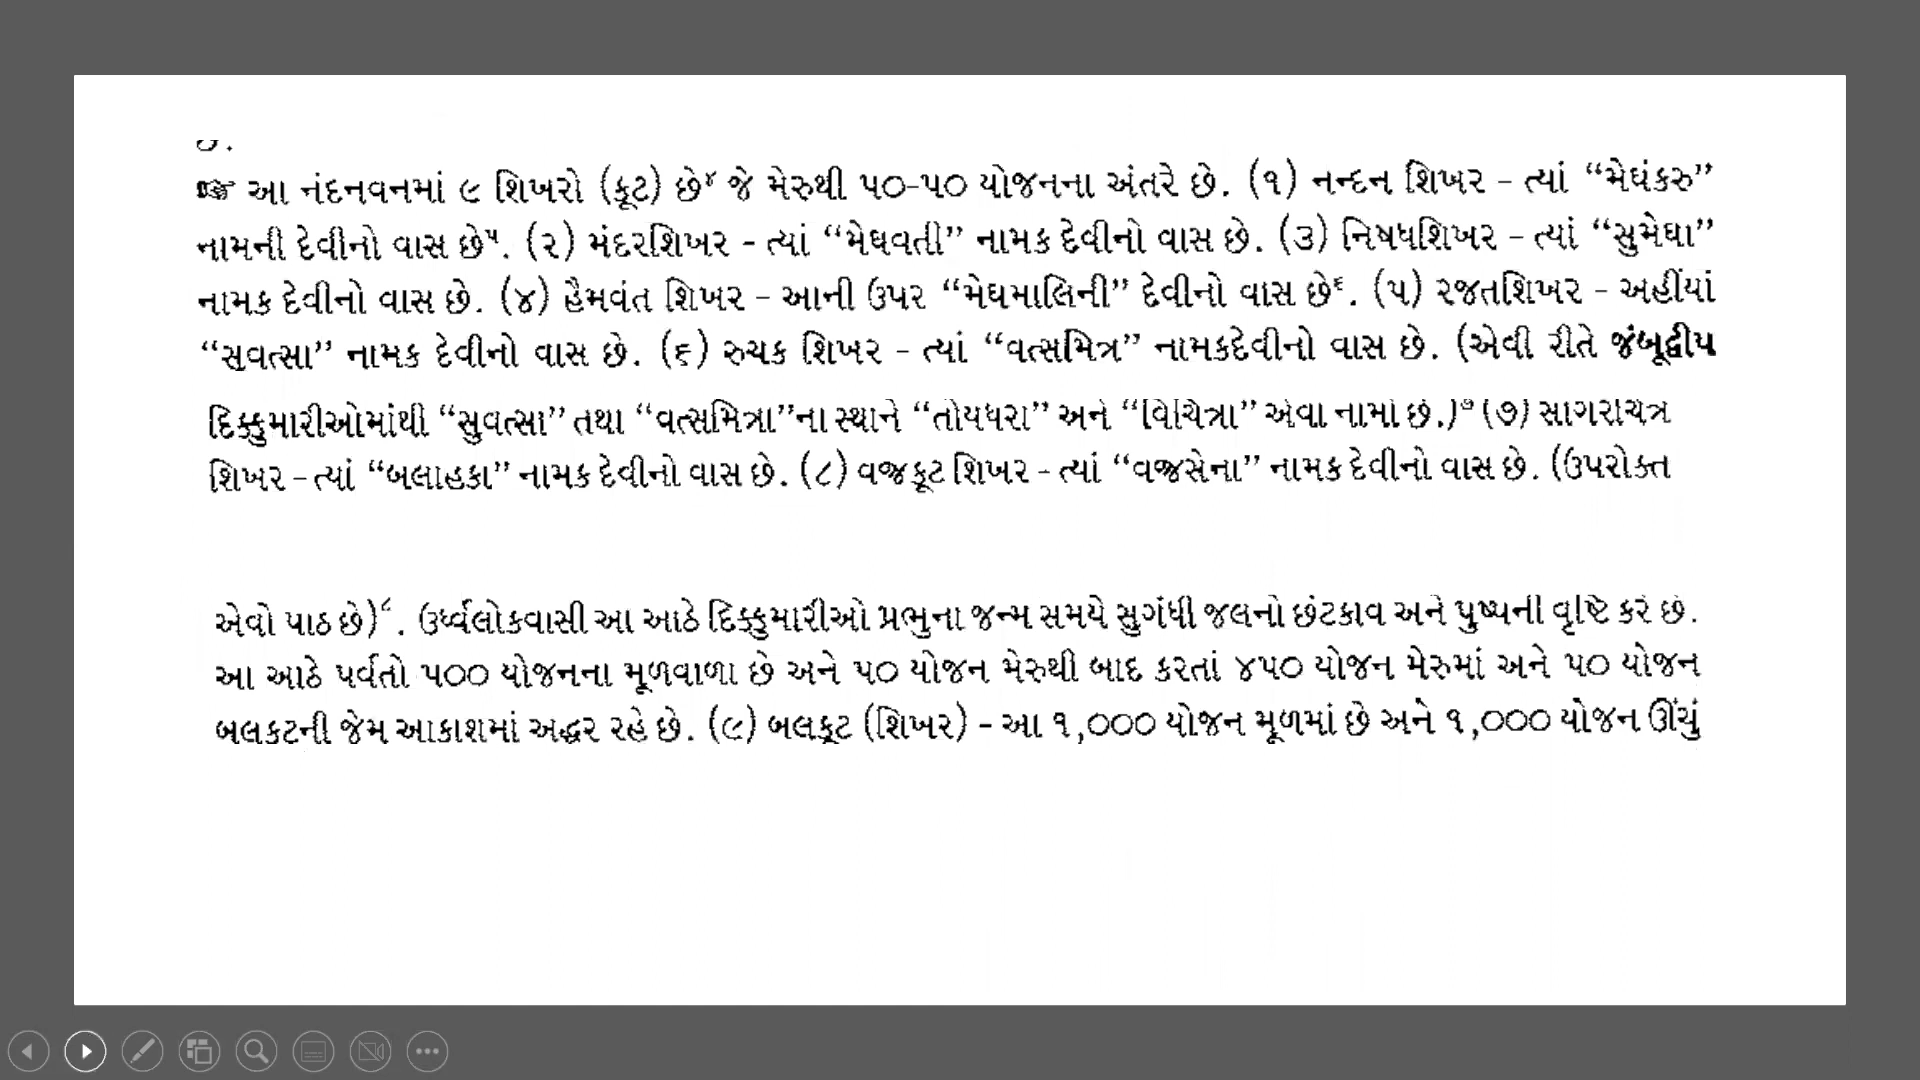 ☞ આ નંદનવનમાં ૯ શિખરો (કૂટ) છે૪ જે મેરુથી ૫૦-૫૦ યોજનના અંતરે છે. (૧) નન્દન શિખર – ત્યાં “મેઘંકરુ”
નામની દેવીનો વાસ છે૫. (૨) મંદરશિખર - ત્યાં “મેઘવતી” નામક દેવીનો વાસ છે. (૩) નિષધશિખર – ત્યાં “સુમેઘા”
નામક દેવીનો વાસ છે. (૪) હૈમવંત શિખર – આની ઉપર “મેઘમાલિની” દેવીનો વાસ છે૬. (૫) રજતશિખર – અહીંયાં
“સુવત્સા” નામક દેવીનો વાસ છે. (૬) રુચક શિખર – ત્યાં “વત્સમિત્ર” નામકદેવીનો વાસ છે. (એવી રીતે જંબૂદ્વીપ
દિક્કુમારીઓમાંથી “સુવત્સા” તથા “વત્સમિત્રા”ના સ્થાને “તોયધરા” અને “વિચિત્રા” એવા નામો છે.)૭ (૭) સાગરચિત્ર
શિખર – ત્યાં “બલાહકા” નામક દેવીનો વાસ છે. (૮) વજ્રકૂટ શિખર – ત્યાં “વજ્રસેના” નામક દેવીનો વાસ છે. (ઉપરોક્ત
એવો પાઠ છે)૮. ઉર્ધ્વલોકવાસી આ આઠે દિક્કુમારીઓ પ્રભુના જન્મ સમયે સુગંધી જલનો છંટકાવ અને પુષ્પની વૃષ્ટિ કરે છે.
આ આઠે પર્વતો ૫૦૦ યોજનના મૂળવાળા છે અને ૫૦ યોજન મેરુથી બાદ કરતાં ૪૫૦ યોજન મેરુમાં અને ૫૦ યોજન
બલકૂટની જેમ આકાશમાં અદ્ધર રહે છે. (૯) બલકૂટ (શિખર) – આ ૧,૦૦૦ યોજન મૂળમાં છે અને ૧,૦૦૦ યોજન ઊંચું